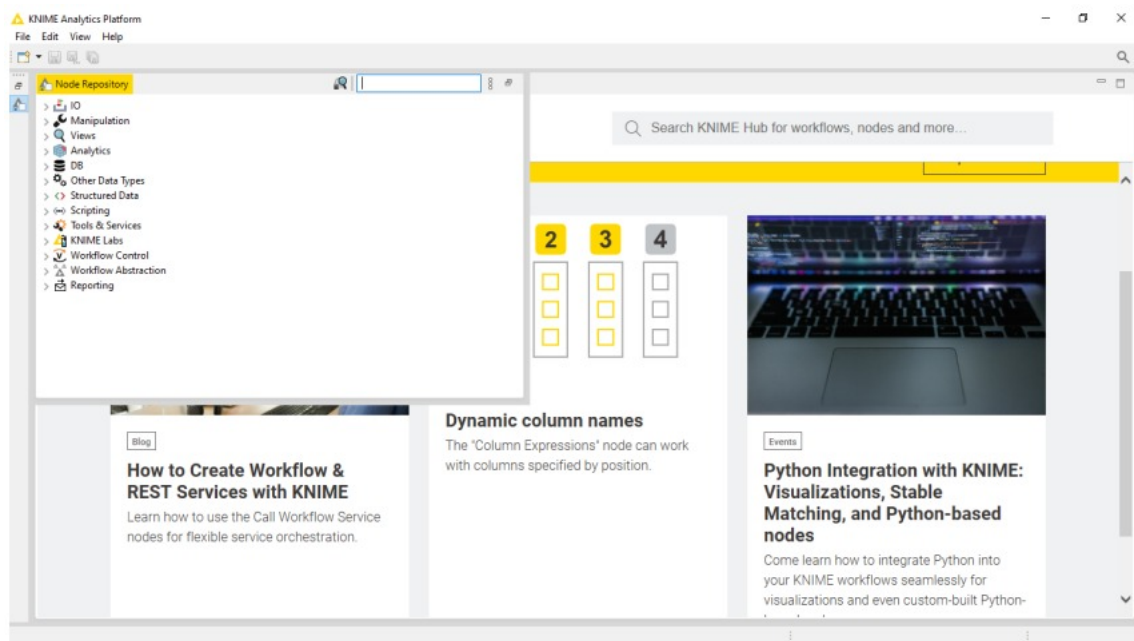 KNIME Analytics Platform
File Edit View Help
Node Repository
IO
Manipulation
Views
Analytics
DB
Other Data Types
Structured Data
Scripting
Tools & Services
KNIME Labs
Workflow Control
Workflow Abstraction
Reporting
Search KNIME Hub for workflows, nodes and more...
2 3 4
Blog
How to Create Workflow &
REST Services with KNIME
Learn how to use the Call Workflow Service
nodes for flexible service orchestration.
Dynamic column names
The "Column Expressions" node can work
with columns specified by position.
Events
Python Integration with KNIME:
Visualizations, Stable
Matching, and Python-based
nodes
Come learn how to integrate Python into
your KNIME workflows seamlessly for
visualizations and even custom-built Python-